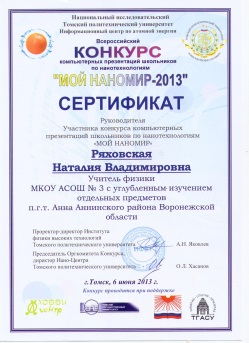 Национальный исследовательский
Томский политехнический университет
Информационный центр по атомной энергии
Всероссийский
КОНКУРС
компьютерных презентаций школьников
по нанотехнологиям
"МОЙ НАНОМИР-2013"
СЕРТИФИКАТ
Руководителя
Участника конкурса компьютерных
презентаций школьников по нанотехнологиям
«МОЙ НАНОМИР»
Ряховская
Наталия Владимировна
Учитель физики
МКОУ АСОШ № 3 с углубленным изучением
отдельных предметов
п.г.т. Анна Аннинского района Воронежской
области
Проректор-директор Института
физики высоких технологий
Томского политехнического университета
А.Н. Яковлев
Председатель Оргкомитета Конкурса,
директор Нано-Центра
Томского политехнического университета
О.Л. Хасанов
г.Томск, 6 июня 2013 г.
Конкурс проводится при поддержке
центр
ТГАСУ